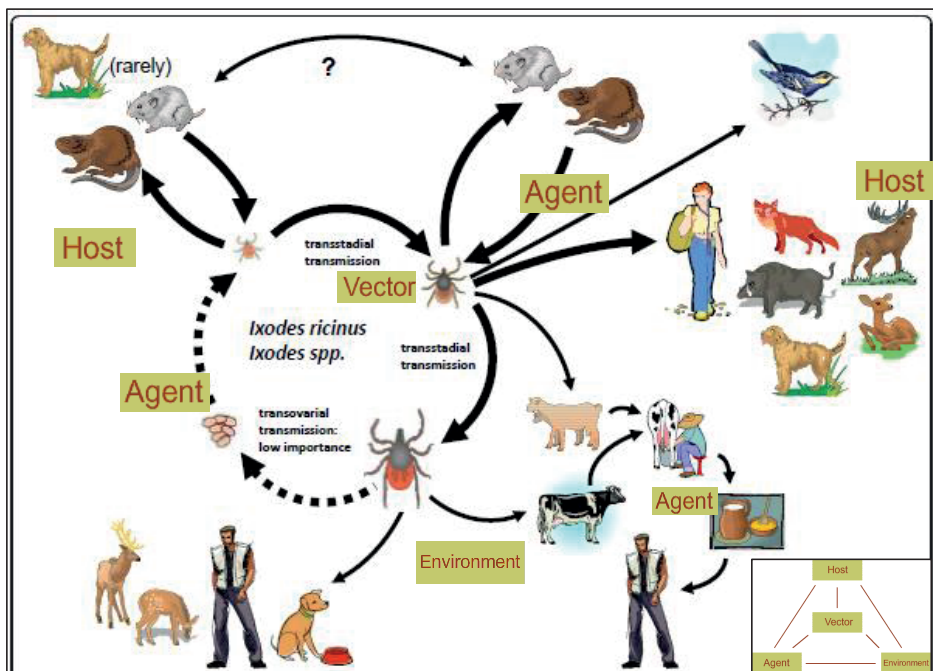 (rarely)
?
Agent
Host
Host
transstadial
transmission
Vector
Ixodes ricinus
Ixodes spp.
transstadial
transmission
Agent
transovarial
transmission:
low importance
Agent
Environment
Host
Vector
Agent
Environment